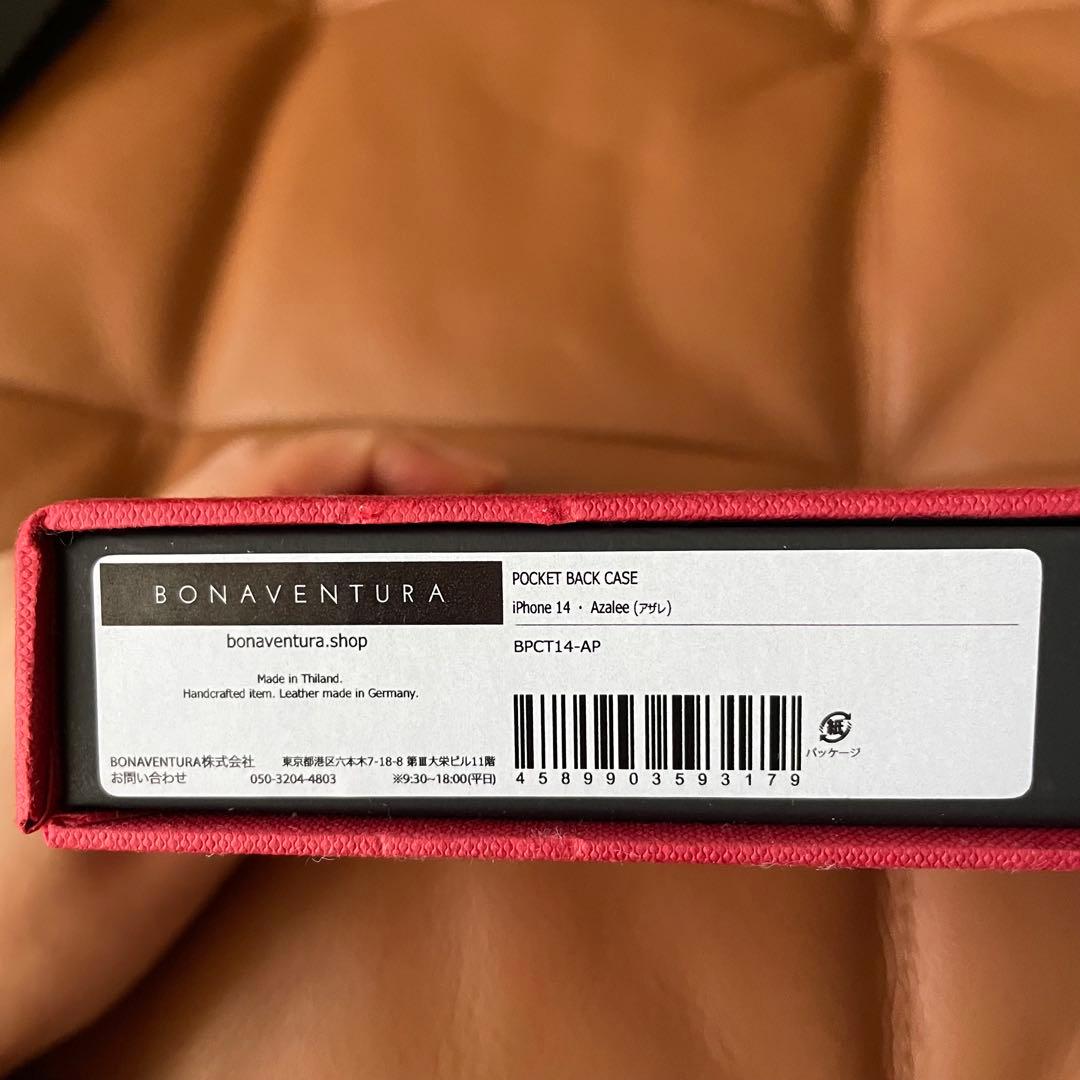 BONAVENTURA
bonaventura.shop
Made in Thiland.
Handcrafted item. Leather made in Germany.
BONAVENTURA株式会社 東京都港区六本木7-18-8 第Ⅲ大栄ビル11階
お問い合わせ 050-3204-4803 ※9:30~18:00(平日)
POCKET BACK CASE
iPhone 14 ・ Azalee (アザレ)
BPCT14-AP
4589903593179
紙
パッケージ